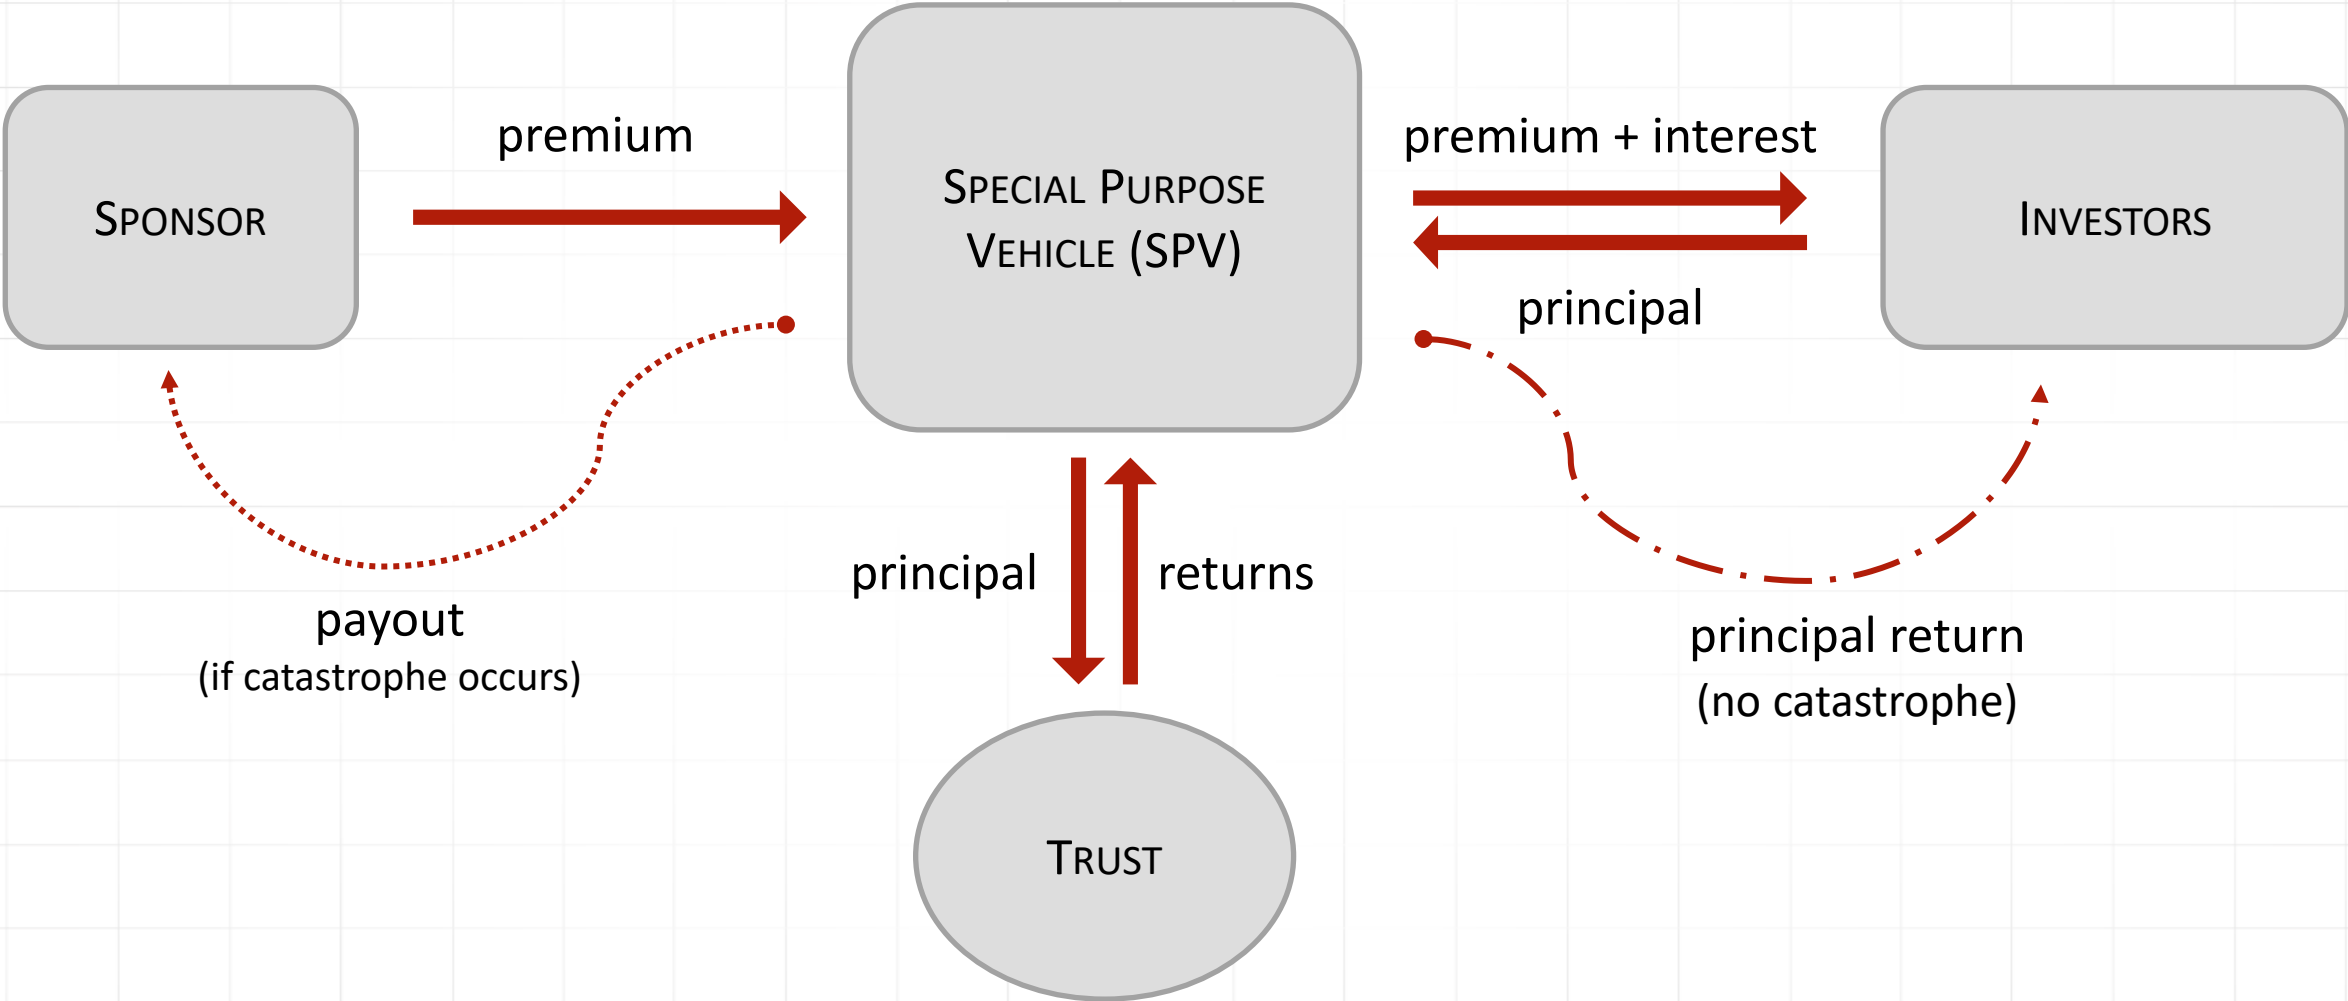 premium
premium + interest
SPONSOR
SPECIAL PURPOSE
VEHICLE (SPV)
INVESTORS
principal
principal
returns
payout
(if catastrophe occurs)
principal return
(no catastrophe)
TRUST